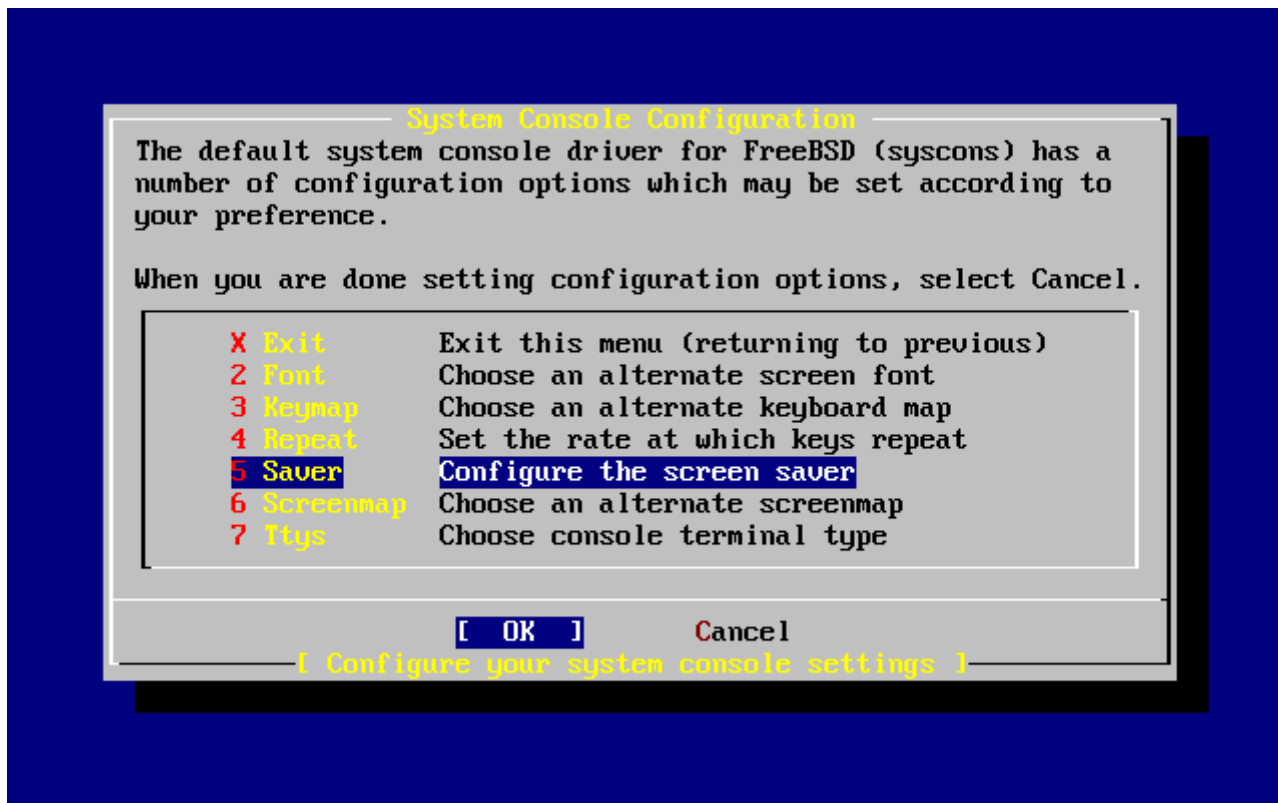 System Console Configuration
The default system console driver for FreeBSD (syscons) has a
number of configuration options which may be set according to
your preference.
When you are done setting configuration options, select Cancel.
X Exit Exit this menu (returning to previous)
2 Font Choose an alternate screen font
3 Keymap Choose an alternate keyboard map
4 Repeat Set the rate at which keys repeat
5 Saver Configure the screen saver
6 Screenmap Choose an alternate screenmap
7 Ttys Choose console terminal type
[ OK ] Cancel
[ Configure your system console settings ]